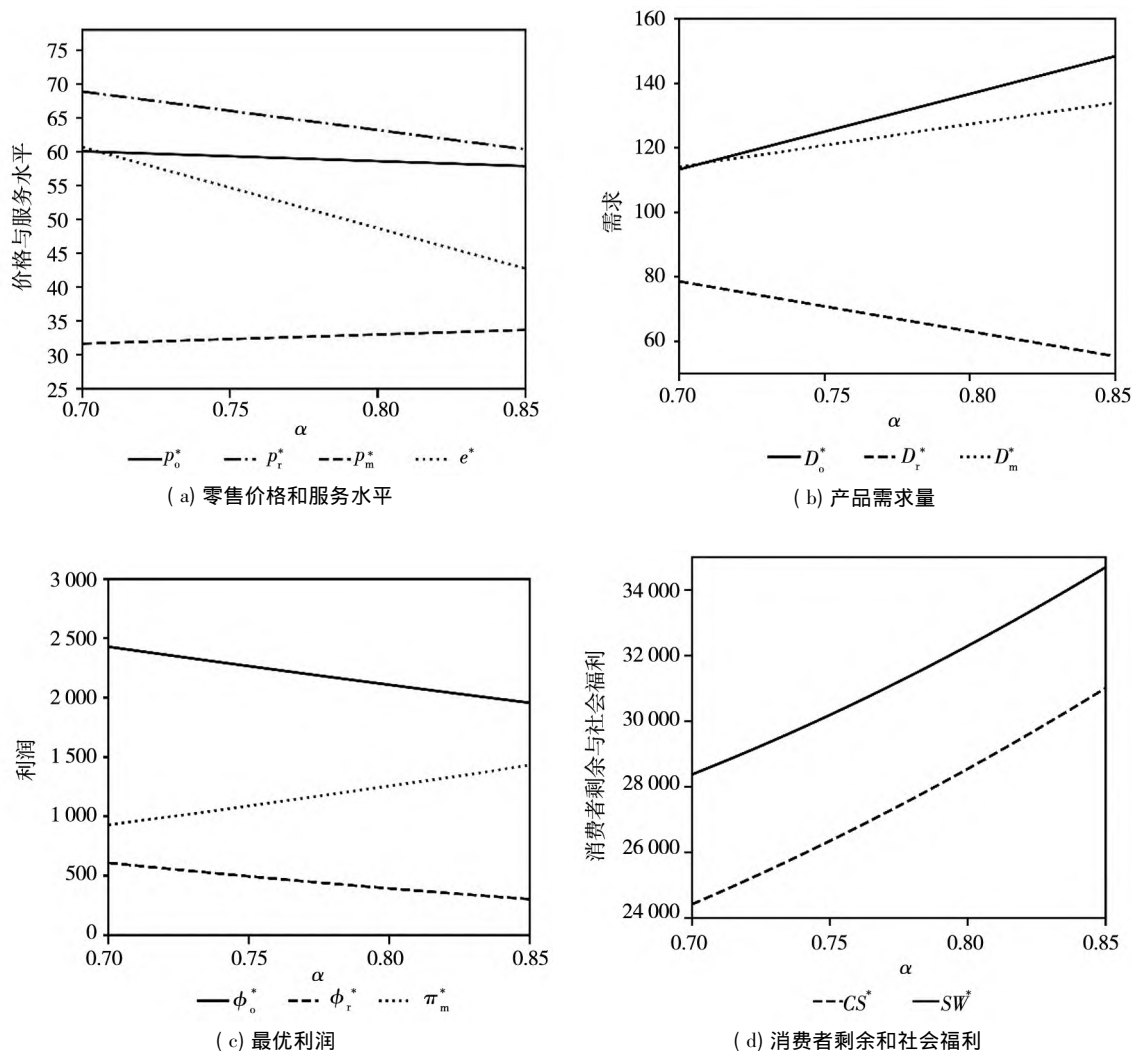 价格与服务水平
75
70
65
60
55
50
45
40
35
30
25
0.70
0.75
0.80
0.85
α
p*o p*r p*m e*
( a) 零售价格和服务水平
需求
160
140
120
100
80
60
0.70
0.75
0.80
0.85
α
D*o D*r D*m
( b) 产品需求量
利润
3 000
2 500
2 000
1 500
1 000
500
0
0.70
0.75
0.80
0.85
α
ϕ*o ϕ*r π*m
( c) 最优利润
消费者剩余与社会福利
34 000
32 000
30 000
28 000
26 000
24 000
0.70
0.75
0.80
0.85
α
CS* SW*
( d) 消费者剩余和社会福利